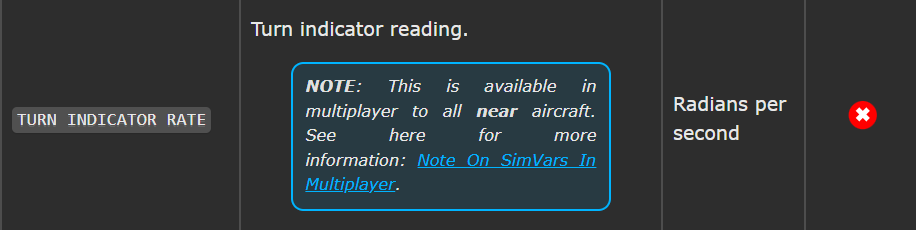 Turn indicator reading.
NOTE: This is available in
multiplayer to all near aircraft.
See here for more
information: Note On SimVars In
Multiplayer.
TURN INDICATOR RATE
Radians per
second